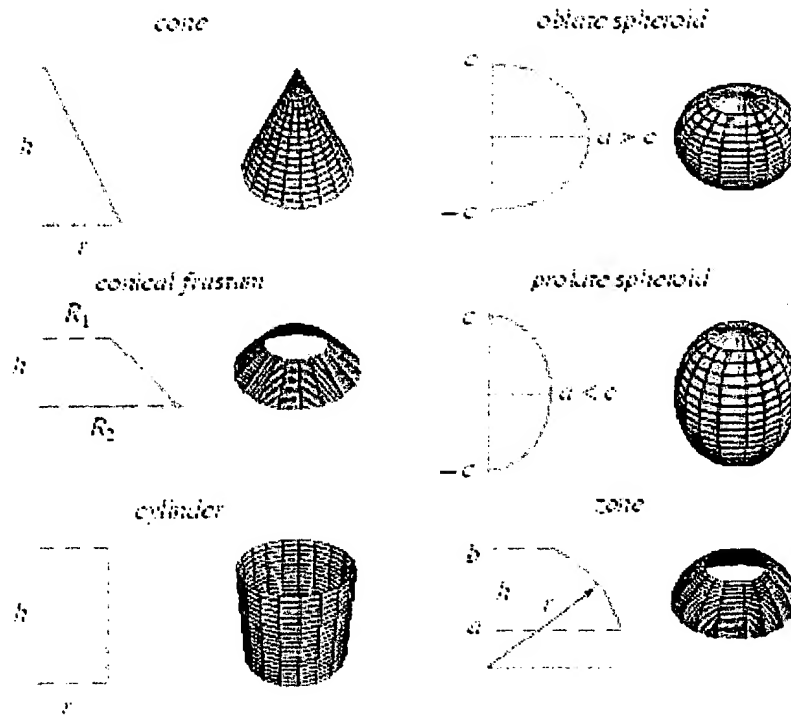 cone
h
r
oblate spheroid
c
a > c
−c
conical frustum
R₁
h
R₂
prolate spheroid
c
a < c
−c
cylinder
h
r
zone
b
h
r
a